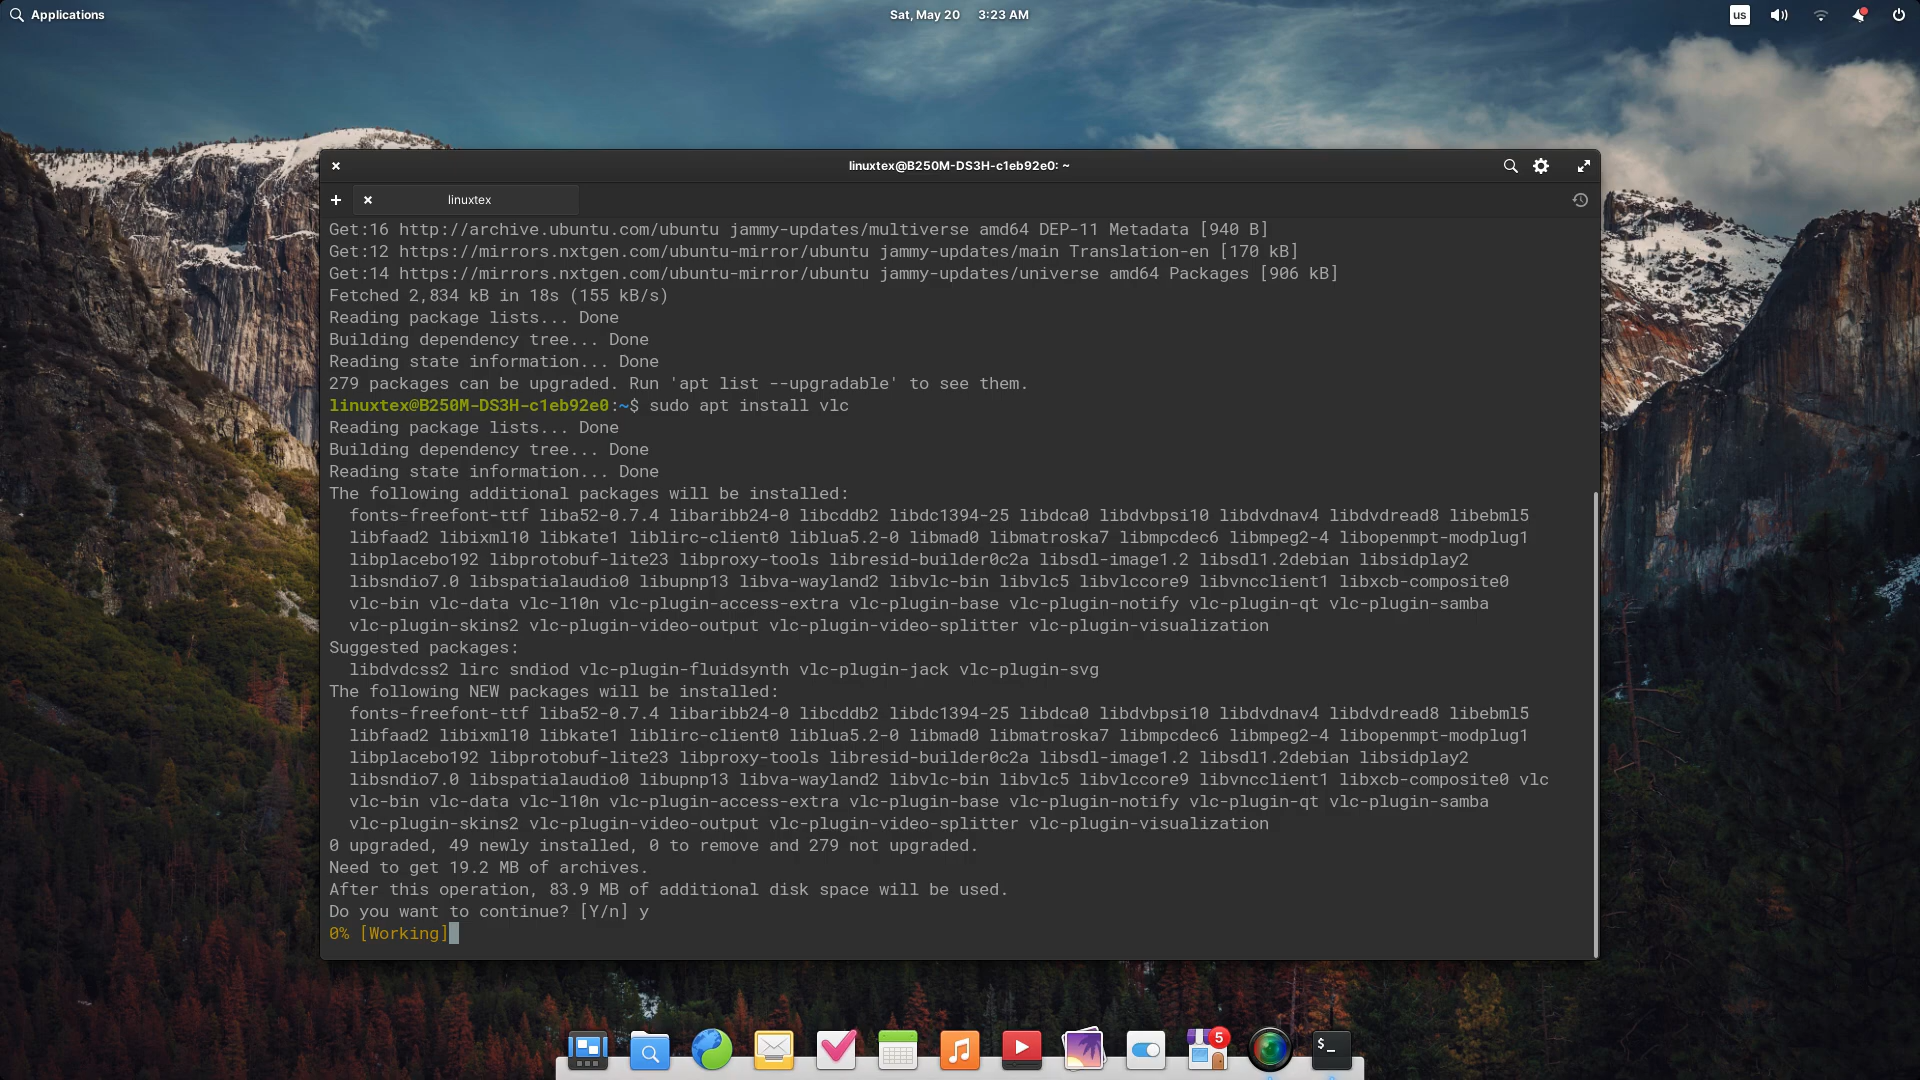 Applications
Sat, May 20 3:23 AM
us
linuxtex@B250M-DS3H-c1eb92e0: ~
linuxtex
Get:16 http://archive.ubuntu.com/ubuntu jammy-updates/multiverse amd64 DEP-11 Metadata [940 B]
Get:12 https://mirrors.nxtgen.com/ubuntu-mirror/ubuntu jammy-updates/main Translation-en [170 kB]
Get:14 https://mirrors.nxtgen.com/ubuntu-mirror/ubuntu jammy-updates/universe amd64 Packages [906 kB]
Fetched 2,834 kB in 18s (155 kB/s)
Reading package lists... Done
Building dependency tree... Done
Reading state information... Done
279 packages can be upgraded. Run 'apt list --upgradable' to see them.
linuxtex@B250M-DS3H-c1eb92e0:~$ sudo apt install vlc
Reading package lists... Done
Building dependency tree... Done
Reading state information... Done
The following additional packages will be installed:
fonts-freefont-ttf liba52-0.7.4 libaribb24-0 libcddb2 libdc1394-25 libdca0 libdvbpsi10 libdvdnav4 libdvdread8 libebml5
libfaad2 libixml10 libkate1 liblirc-client0 liblua5.2-0 libmad0 libmatroska7 libmpcdec6 libmpeg2-4 libopenmpt-modplug1
libplacebo192 libprotobuf-lite23 libproxy-tools libresid-builder0c2a libsdl-image1.2 libsdl1.2debian libsidplay2
libsndio7.0 libspatialaudio0 libupnp13 libva-wayland2 libvlc-bin libvlc5 libvlccore9 libvncclient1 libxcb-composite0
vlc-bin vlc-data vlc-l10n vlc-plugin-access-extra vlc-plugin-base vlc-plugin-notify vlc-plugin-qt vlc-plugin-samba
vlc-plugin-skins2 vlc-plugin-video-output vlc-plugin-video-splitter vlc-plugin-visualization
Suggested packages:
libdvdcss2 lirc sndiod vlc-plugin-fluidsynth vlc-plugin-jack vlc-plugin-svg
The following NEW packages will be installed:
fonts-freefont-ttf liba52-0.7.4 libaribb24-0 libcddb2 libdc1394-25 libdca0 libdvbpsi10 libdvdnav4 libdvdread8 libebml5
libfaad2 libixml10 libkate1 liblirc-client0 liblua5.2-0 libmad0 libmatroska7 libmpcdec6 libmpeg2-4 libopenmpt-modplug1
libplacebo192 libprotobuf-lite23 libproxy-tools libresid-builder0c2a libsdl-image1.2 libsdl1.2debian libsidplay2
libsndio7.0 libspatialaudio0 libupnp13 libva-wayland2 libvlc-bin libvlc5 libvlccore9 libvncclient1 libxcb-composite0 vlc
vlc-bin vlc-data vlc-l10n vlc-plugin-access-extra vlc-plugin-base vlc-plugin-notify vlc-plugin-qt vlc-plugin-samba
vlc-plugin-skins2 vlc-plugin-video-output vlc-plugin-video-splitter vlc-plugin-visualization
0 upgraded, 49 newly installed, 0 to remove and 279 not upgraded.
Need to get 19.2 MB of archives.
After this operation, 83.9 MB of additional disk space will be used.
Do you want to continue? [Y/n] y
0% [Working]
5
$_